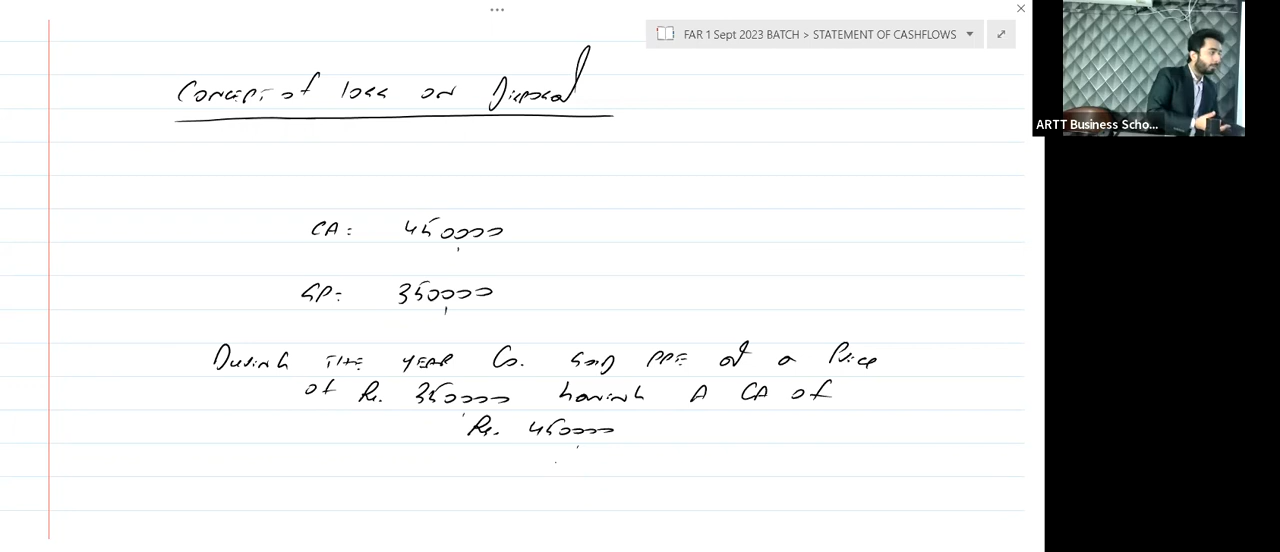 FAR 1 Sept 2023 BATCH > STATEMENT OF CASHFLOWS
ARTT Business Scho...
Concept of loss on Disposal
CA: 450000
SP= 350000
During THE YEAR Co. Sold PPE at a Price
of Rs. 350000 having A CA of
Rs. 450000